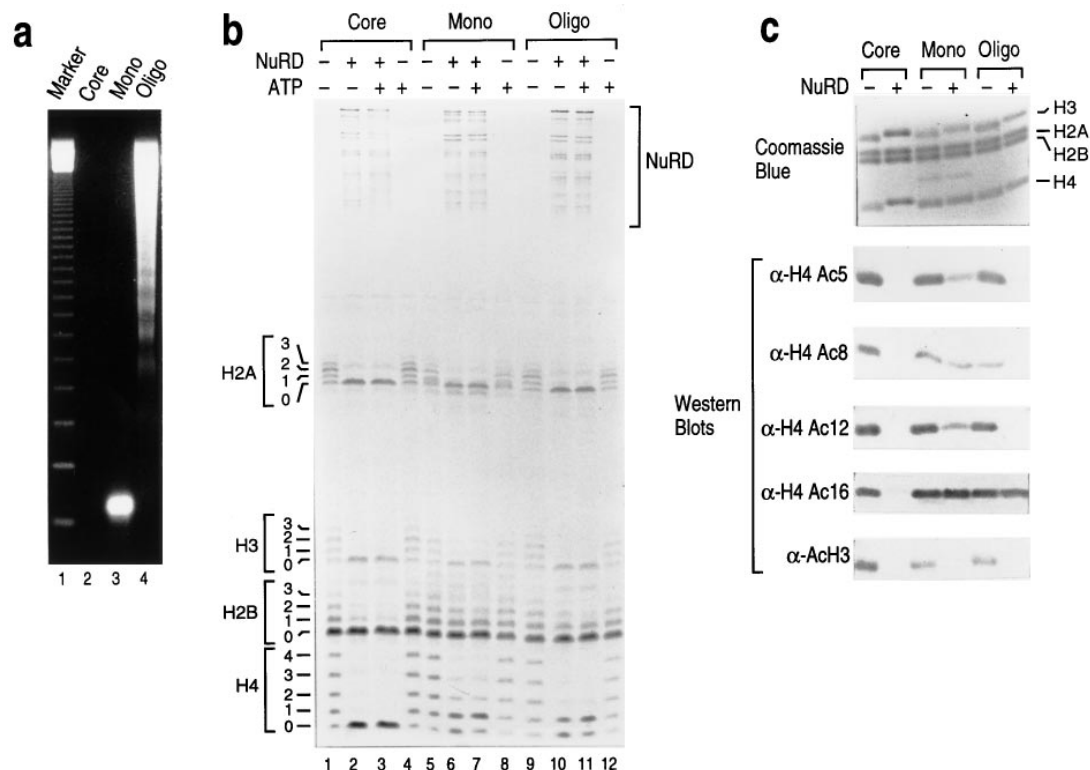 a
Marker
Core
Mono
Oligo
1 2 3 4
b
Core Mono Oligo
NuRD – + + – – + + – – + + –
ATP – – + + – – + + – – + +
NuRD
H2A
3
2
1
0
H3
3
2
1
0
H2B
3
2
1
0
H4
4
3
2
1
0
1 2 3 4 5 6 7 8 9 10 11 12
c
Core Mono Oligo
NuRD – + – + – +
Coomassie
Blue
H3
H2A
H2B
H4
Western
Blots
α-H4 Ac5
α-H4 Ac8
α-H4 Ac12
α-H4 Ac16
α-AcH3